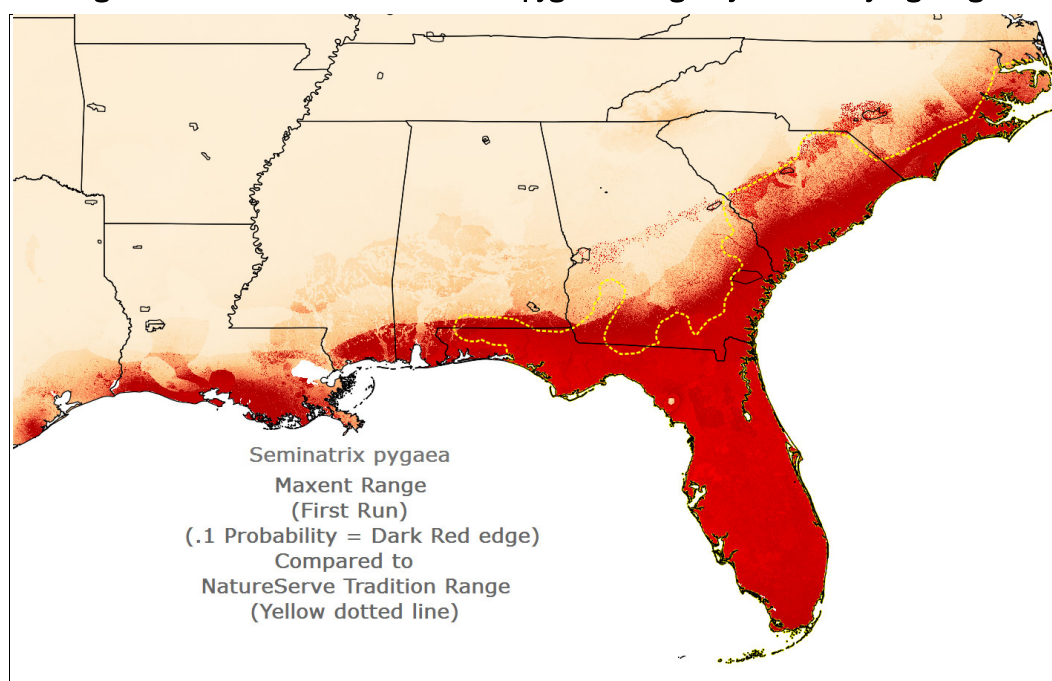 Seminatrix pygaea
Maxent Range
(First Run)
(.1 Probability = Dark Red edge)
Compared to
NatureServe Tradition Range
(Yellow dotted line)